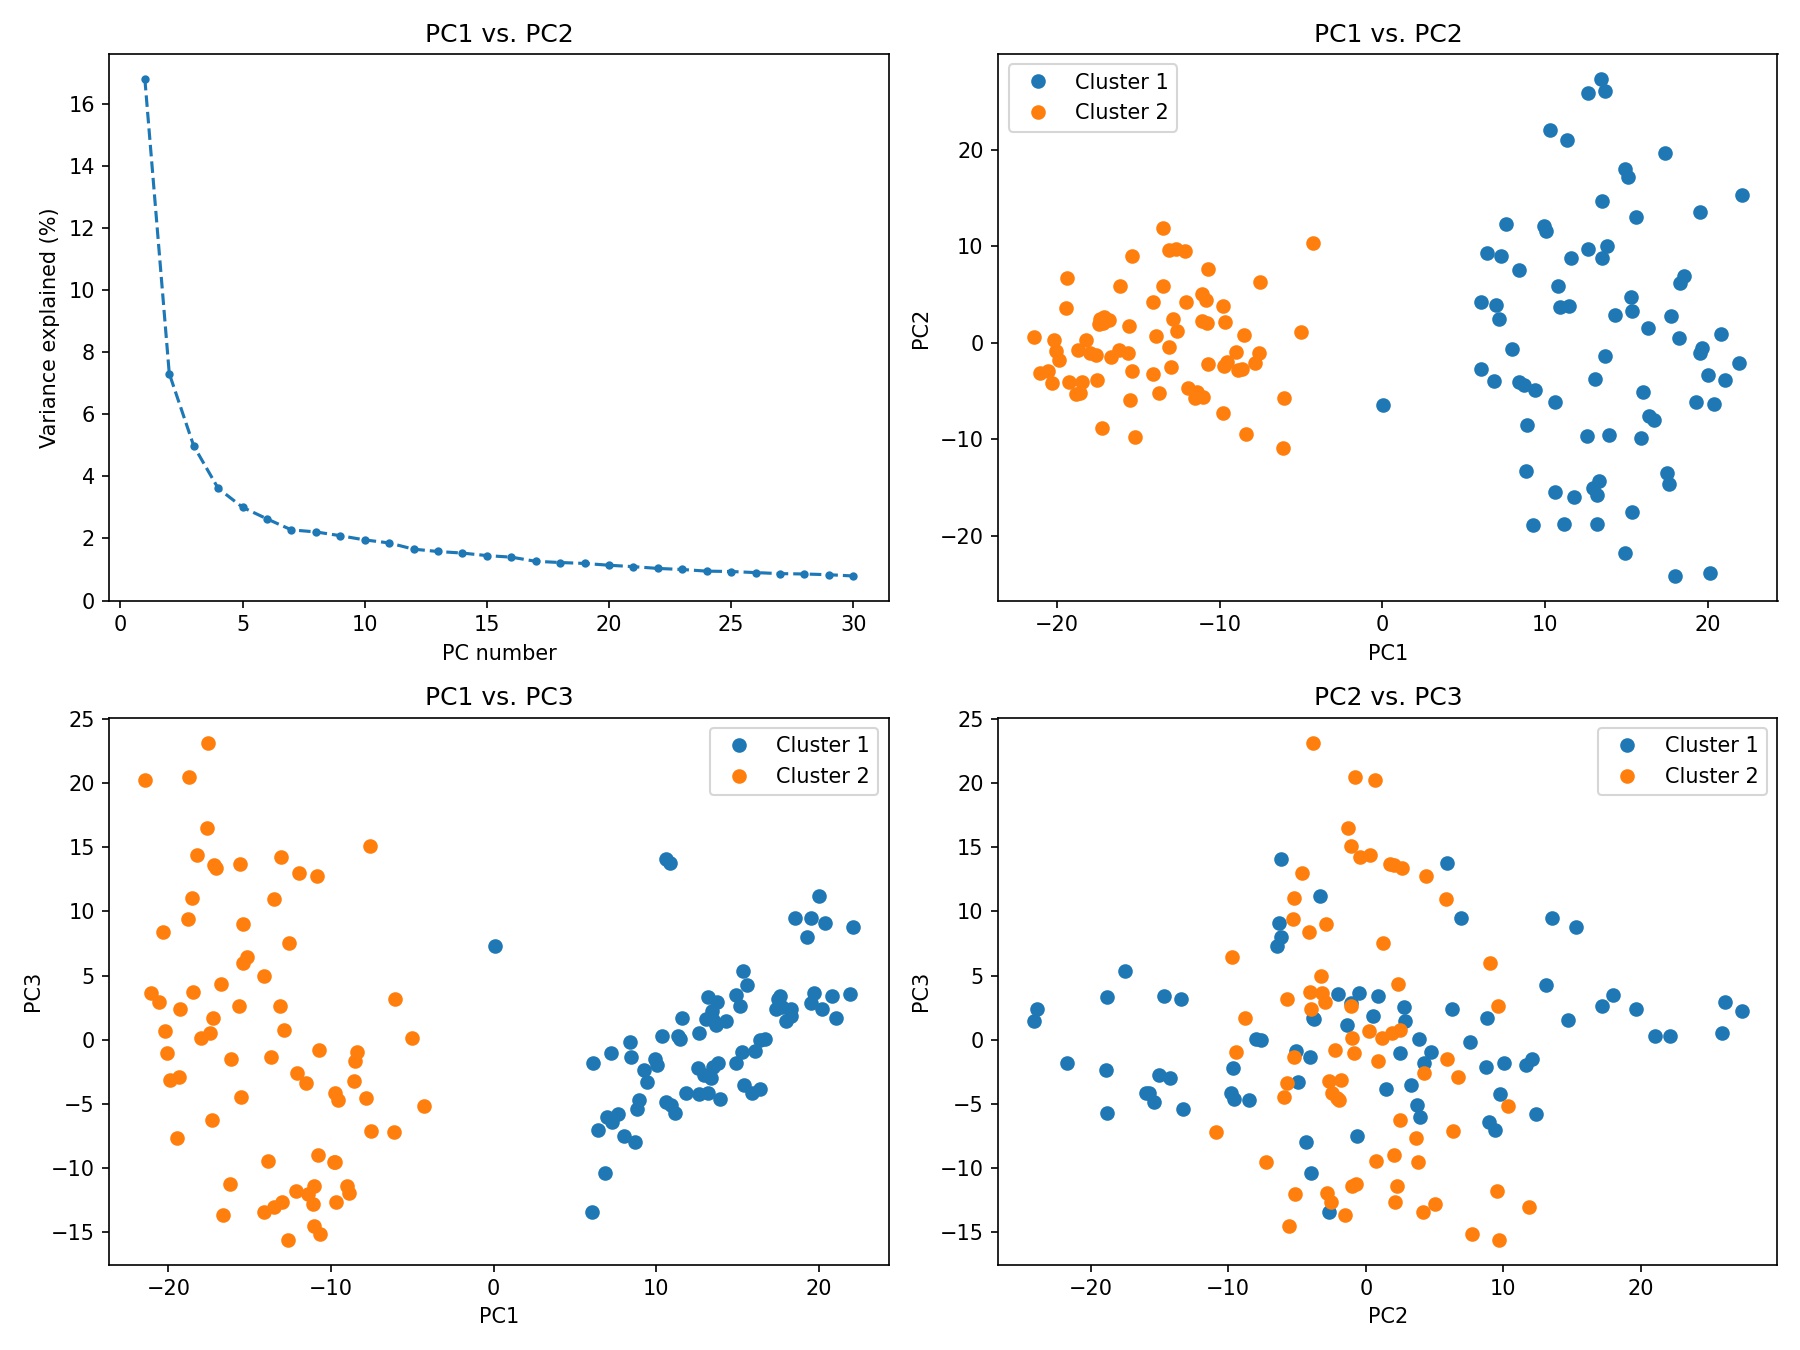 PC1 vs. PC2
Variance explained (%)
16
14
12
10
8
6
4
2
0
0 5 10 15 20 25 30
PC number
PC1 vs. PC2
Cluster 1
Cluster 2
PC2
20
10
0
−10
−20
−20 −10 0 10 20
PC1
PC1 vs. PC3
Cluster 1
Cluster 2
PC3
25
20
15
10
5
0
−5
−10
−15
−20 −10 0 10 20
PC1
PC2 vs. PC3
Cluster 1
Cluster 2
PC3
25
20
15
10
5
0
−5
−10
−15
−20 −10 0 10 20
PC2